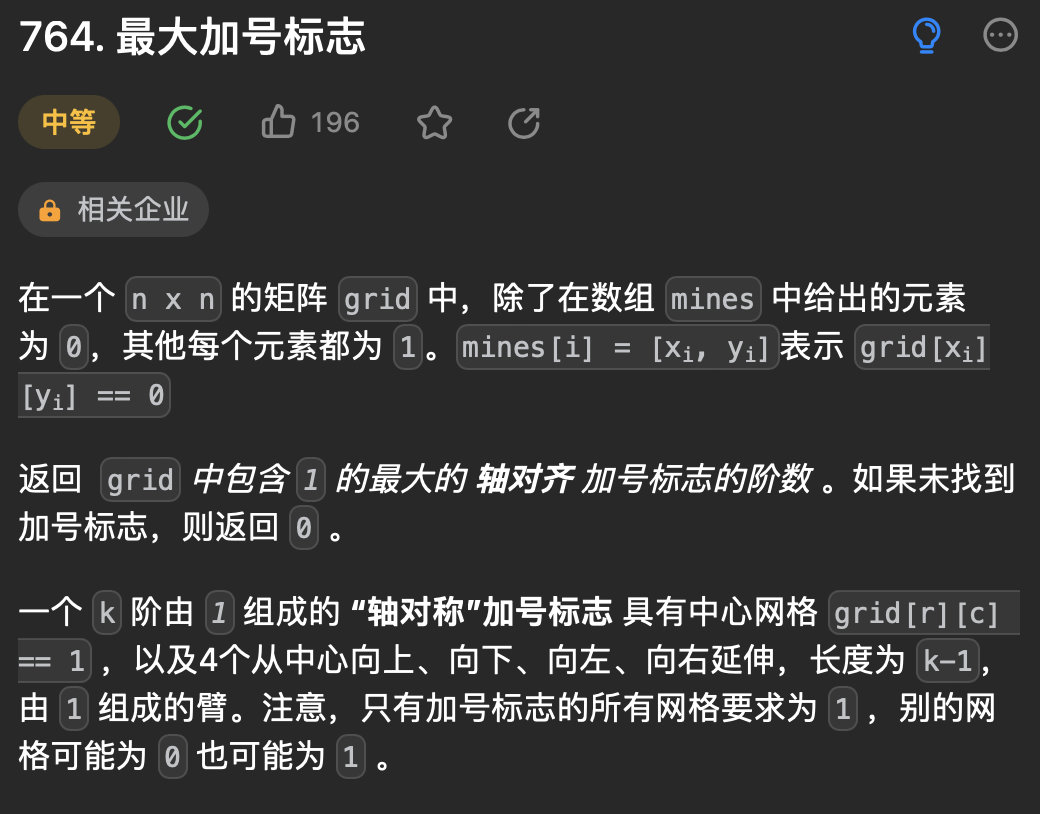 764. 最大加号标志
中等
196
相关企业
在一个 n x n 的矩阵 grid 中，除了在数组 mines 中给出的元素
为 0，其他每个元素都为 1。mines[i] = [xi, yi]表示 grid[xi]
[yi] == 0
返回 grid 中包含 1 的最大的 轴对齐 加号标志的阶数 。如果未找到
加号标志，则返回 0 。
一个 k 阶由 1 组成的 “轴对称”加号标志 具有中心网格 grid[r][c]
== 1 ，以及4个从中心向上、向下、向左、向右延伸，长度为 k-1，
由 1 组成的臂。注意，只有加号标志的所有网格要求为 1 ，别的网
格可能为 0 也可能为 1 。